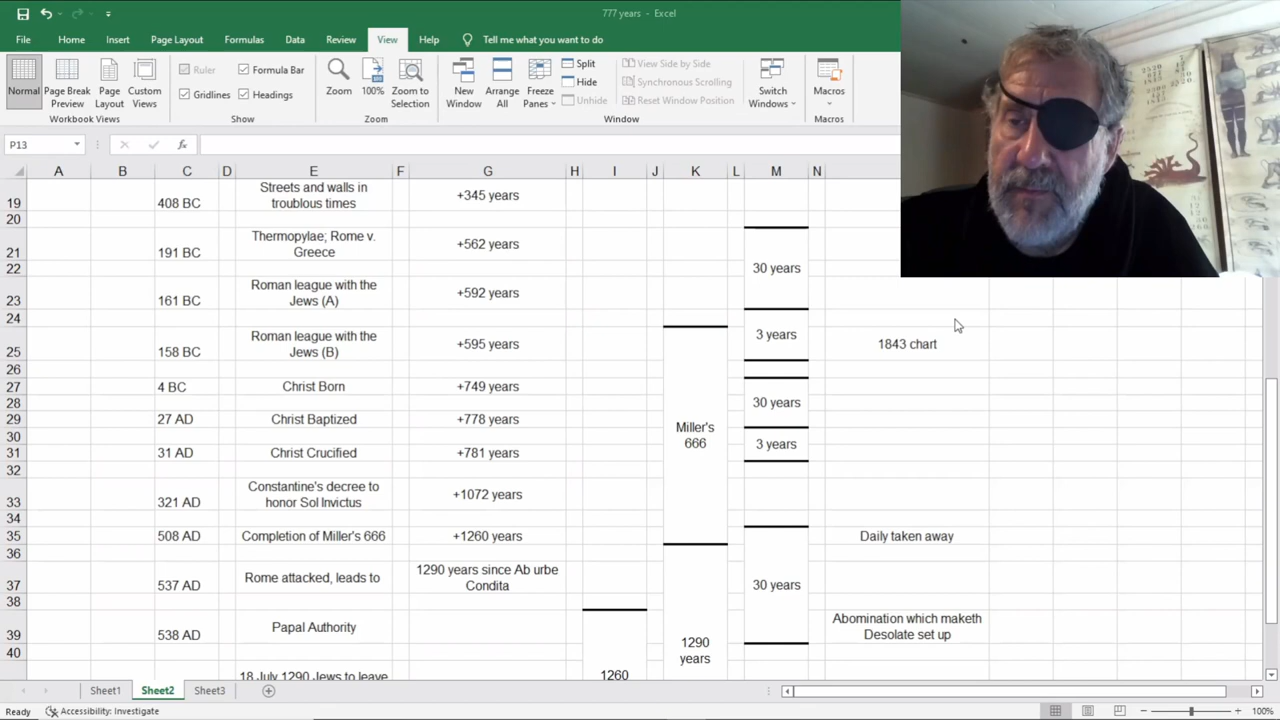 777 years - Excel
File Home Insert Page Layout Formulas Data Review View Help Tell me what you want to do
Normal
Page Break Preview
Page Layout
Custom Views
Workbook Views
Ruler
Formula Bar
Gridlines
Headings
Show
Zoom
100%
Zoom to Selection
Zoom
New Window
Arrange All
Freeze Panes
Split
Hide
Unhide
View Side by Side
Synchronous Scrolling
Reset Window Position
Window
Switch Windows
Macros
Macros
P13
fx
A B C D E F G H I J K L M N
19 408 BC Streets and walls in troublous times +345 years
20
21 191 BC Thermopylae; Rome v. Greece +562 years
22 30 years
23 161 BC Roman league with the Jews (A) +592 years
24
25 158 BC Roman league with the Jews (B) +595 years 3 years 1843 chart
26
27 4 BC Christ Born +749 years
28 30 years
29 27 AD Christ Baptized +778 years
30 Miller's 666
31 31 AD Christ Crucified +781 years 3 years
32
33 321 AD Constantine's decree to honor Sol Invictus +1072 years
34
35 508 AD Completion of Miller's 666 +1260 years Daily taken away
36
37 537 AD Rome attacked, leads to 1290 years since Ab urbe Condita 30 years
38
39 538 AD Papal Authority 1290 years Abomination which maketh Desolate set up
40
18 July 1290 Jews to leave 1260
Sheet1 Sheet2 Sheet3
Ready Accessibility: Investigate 100%